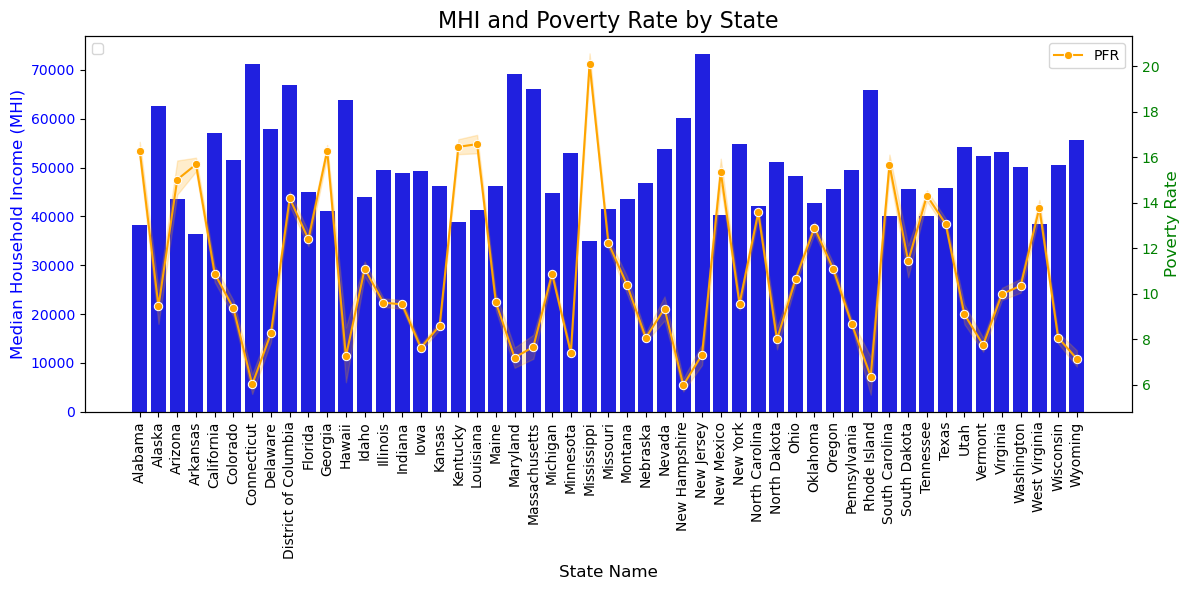 MHI and Poverty Rate by State
PFR
Median Household Income (MHI)
70000
60000
50000
40000
30000
20000
10000
0
20
18
16
14
12
10
8
6
Poverty Rate
Alabama
Alaska
Arizona
Arkansas
California
Colorado
Connecticut
Delaware
District of Columbia
Florida
Georgia
Hawaii
Idaho
Illinois
Indiana
Iowa
Kansas
Kentucky
Louisiana
Maine
Maryland
Massachusetts
Michigan
Minnesota
Mississippi
Missouri
Montana
Nebraska
Nevada
New Hampshire
New Jersey
New Mexico
New York
North Carolina
North Dakota
Ohio
Oklahoma
Oregon
Pennsylvania
Rhode Island
South Carolina
South Dakota
Tennessee
Texas
Utah
Vermont
Virginia
Washington
West Virginia
Wisconsin
Wyoming
State Name